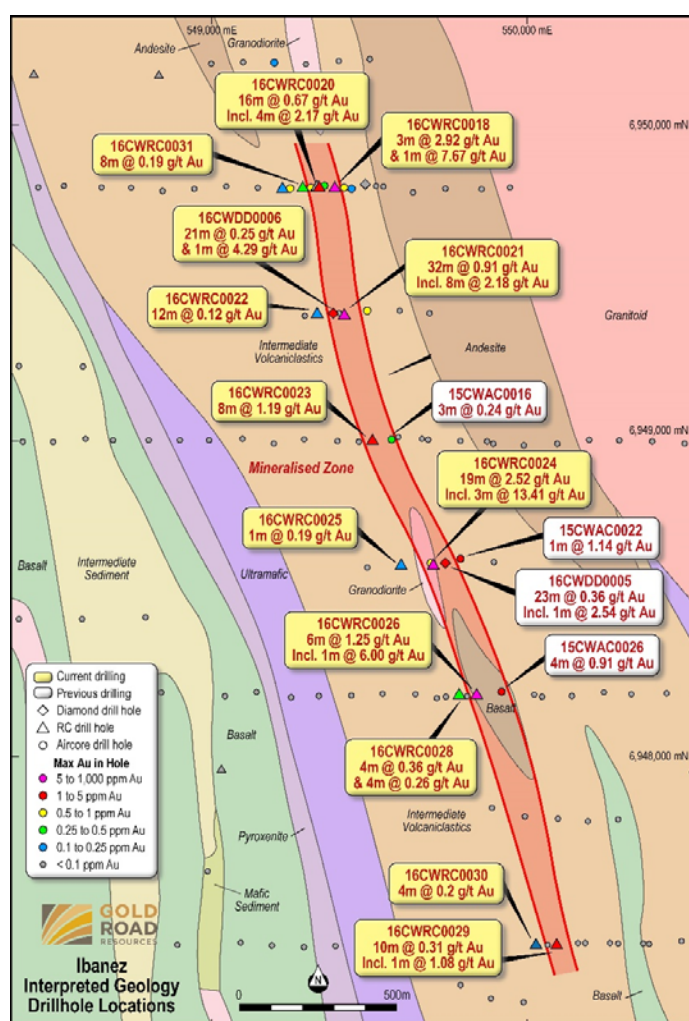 549,000 mE
550,000 mE
Andesite
Granodiorite
16CWRC0020
16m @ 0.67 g/t Au
Incl. 4m @ 2.17 g/t Au
16CWRC0018
3m @ 2.92 g/t Au
& 1m @ 7.67 g/t Au
6,950,000 mN
16CWRC0031
8m @ 0.19 g/t Au
16CWDD0006
21m @ 0.25 g/t Au
& 1m @ 4.29 g/t Au
16CWRC0021
32m @ 0.91 g/t Au
Incl. 8m @ 2.18 g/t Au
16CWRC0022
12m @ 0.12 g/t Au
Granitoid
Intermediate
Volcaniclastics
Andesite
16CWRC0023
8m @ 1.19 g/t Au
15CWAC0016
3m @ 0.24 g/t Au
6,949,000 mN
Mineralised Zone
16CWRC0024
19m @ 2.52 g/t Au
Incl. 3m @ 13.41 g/t Au
16CWRC0025
1m @ 0.19 g/t Au
15CWAC0022
1m @ 1.14 g/t Au
Basalt
Intermediate
Sediment
Ultramafic
Granodiorite
16CWDD0005
23m @ 0.36 g/t Au
Incl. 1m @ 2.54 g/t Au
16CWRC0026
6m @ 1.25 g/t Au
Incl. 1m @ 6.00 g/t Au
15CWAC0026
4m @ 0.91 g/t Au
Basalt
Basalt
16CWRC0028
4m @ 0.36 g/t Au
& 4m @ 0.26 g/t Au
6,948,000 mN
Intermediate
Volcaniclastics
Pyroxenite
Mafic
Sediment
16CWRC0030
4m @ 0.2 g/t Au
16CWRC0029
10m @ 0.31 g/t Au
Incl. 1m @ 1.08 g/t Au
Basalt
Current drilling
Previous drilling
Diamond drill hole
RC drill hole
Aircore drill hole
Max Au in Hole
5 to 1,000 ppm Au
1 to 5 ppm Au
0.5 to 1 ppm Au
0.25 to 0.5 ppm Au
0.1 to 0.25 ppm Au
< 0.1 ppm Au
GOLD
ROAD
RESOURCES
Ibanez
Interpreted Geology
Drillhole Locations
N
0
500m